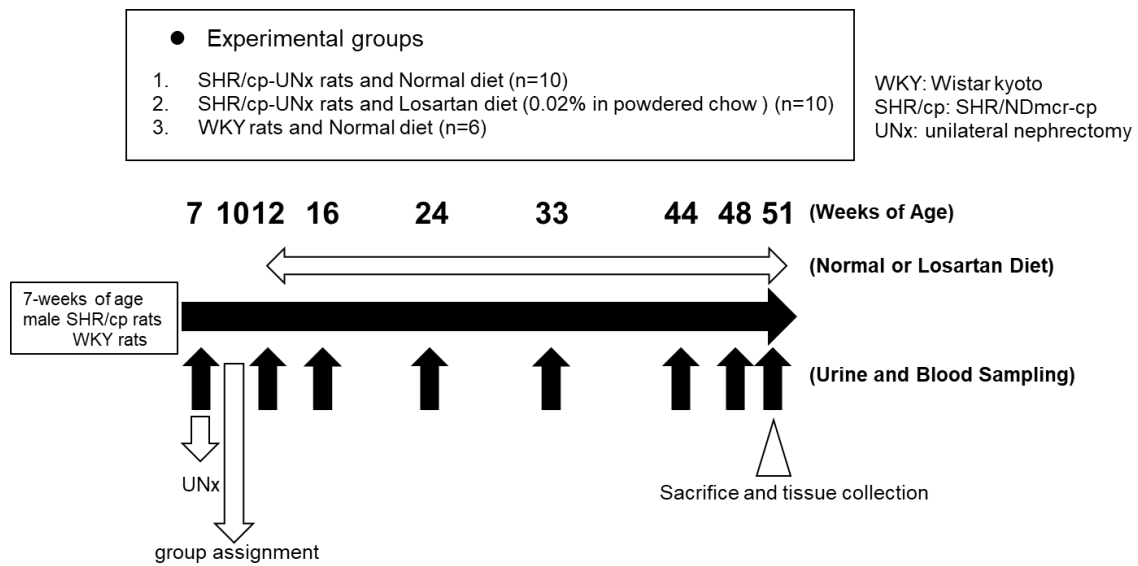 ● Experimental groups
1. SHR/cp-UNx rats and Normal diet (n=10)
2. SHR/cp-UNx rats and Losartan diet (0.02% in powdered chow ) (n=10)
3. WKY rats and Normal diet (n=6)
WKY: Wistar kyoto
SHR/cp: SHR/NDmcr-cp
UNx: unilateral nephrectomy
7 10 12 16 24 33 44 48 51 (Weeks of Age)
(Normal or Losartan Diet)
7-weeks of age
male SHR/cp rats
WKY rats
(Urine and Blood Sampling)
UNx
Sacrifice and tissue collection
group assignment